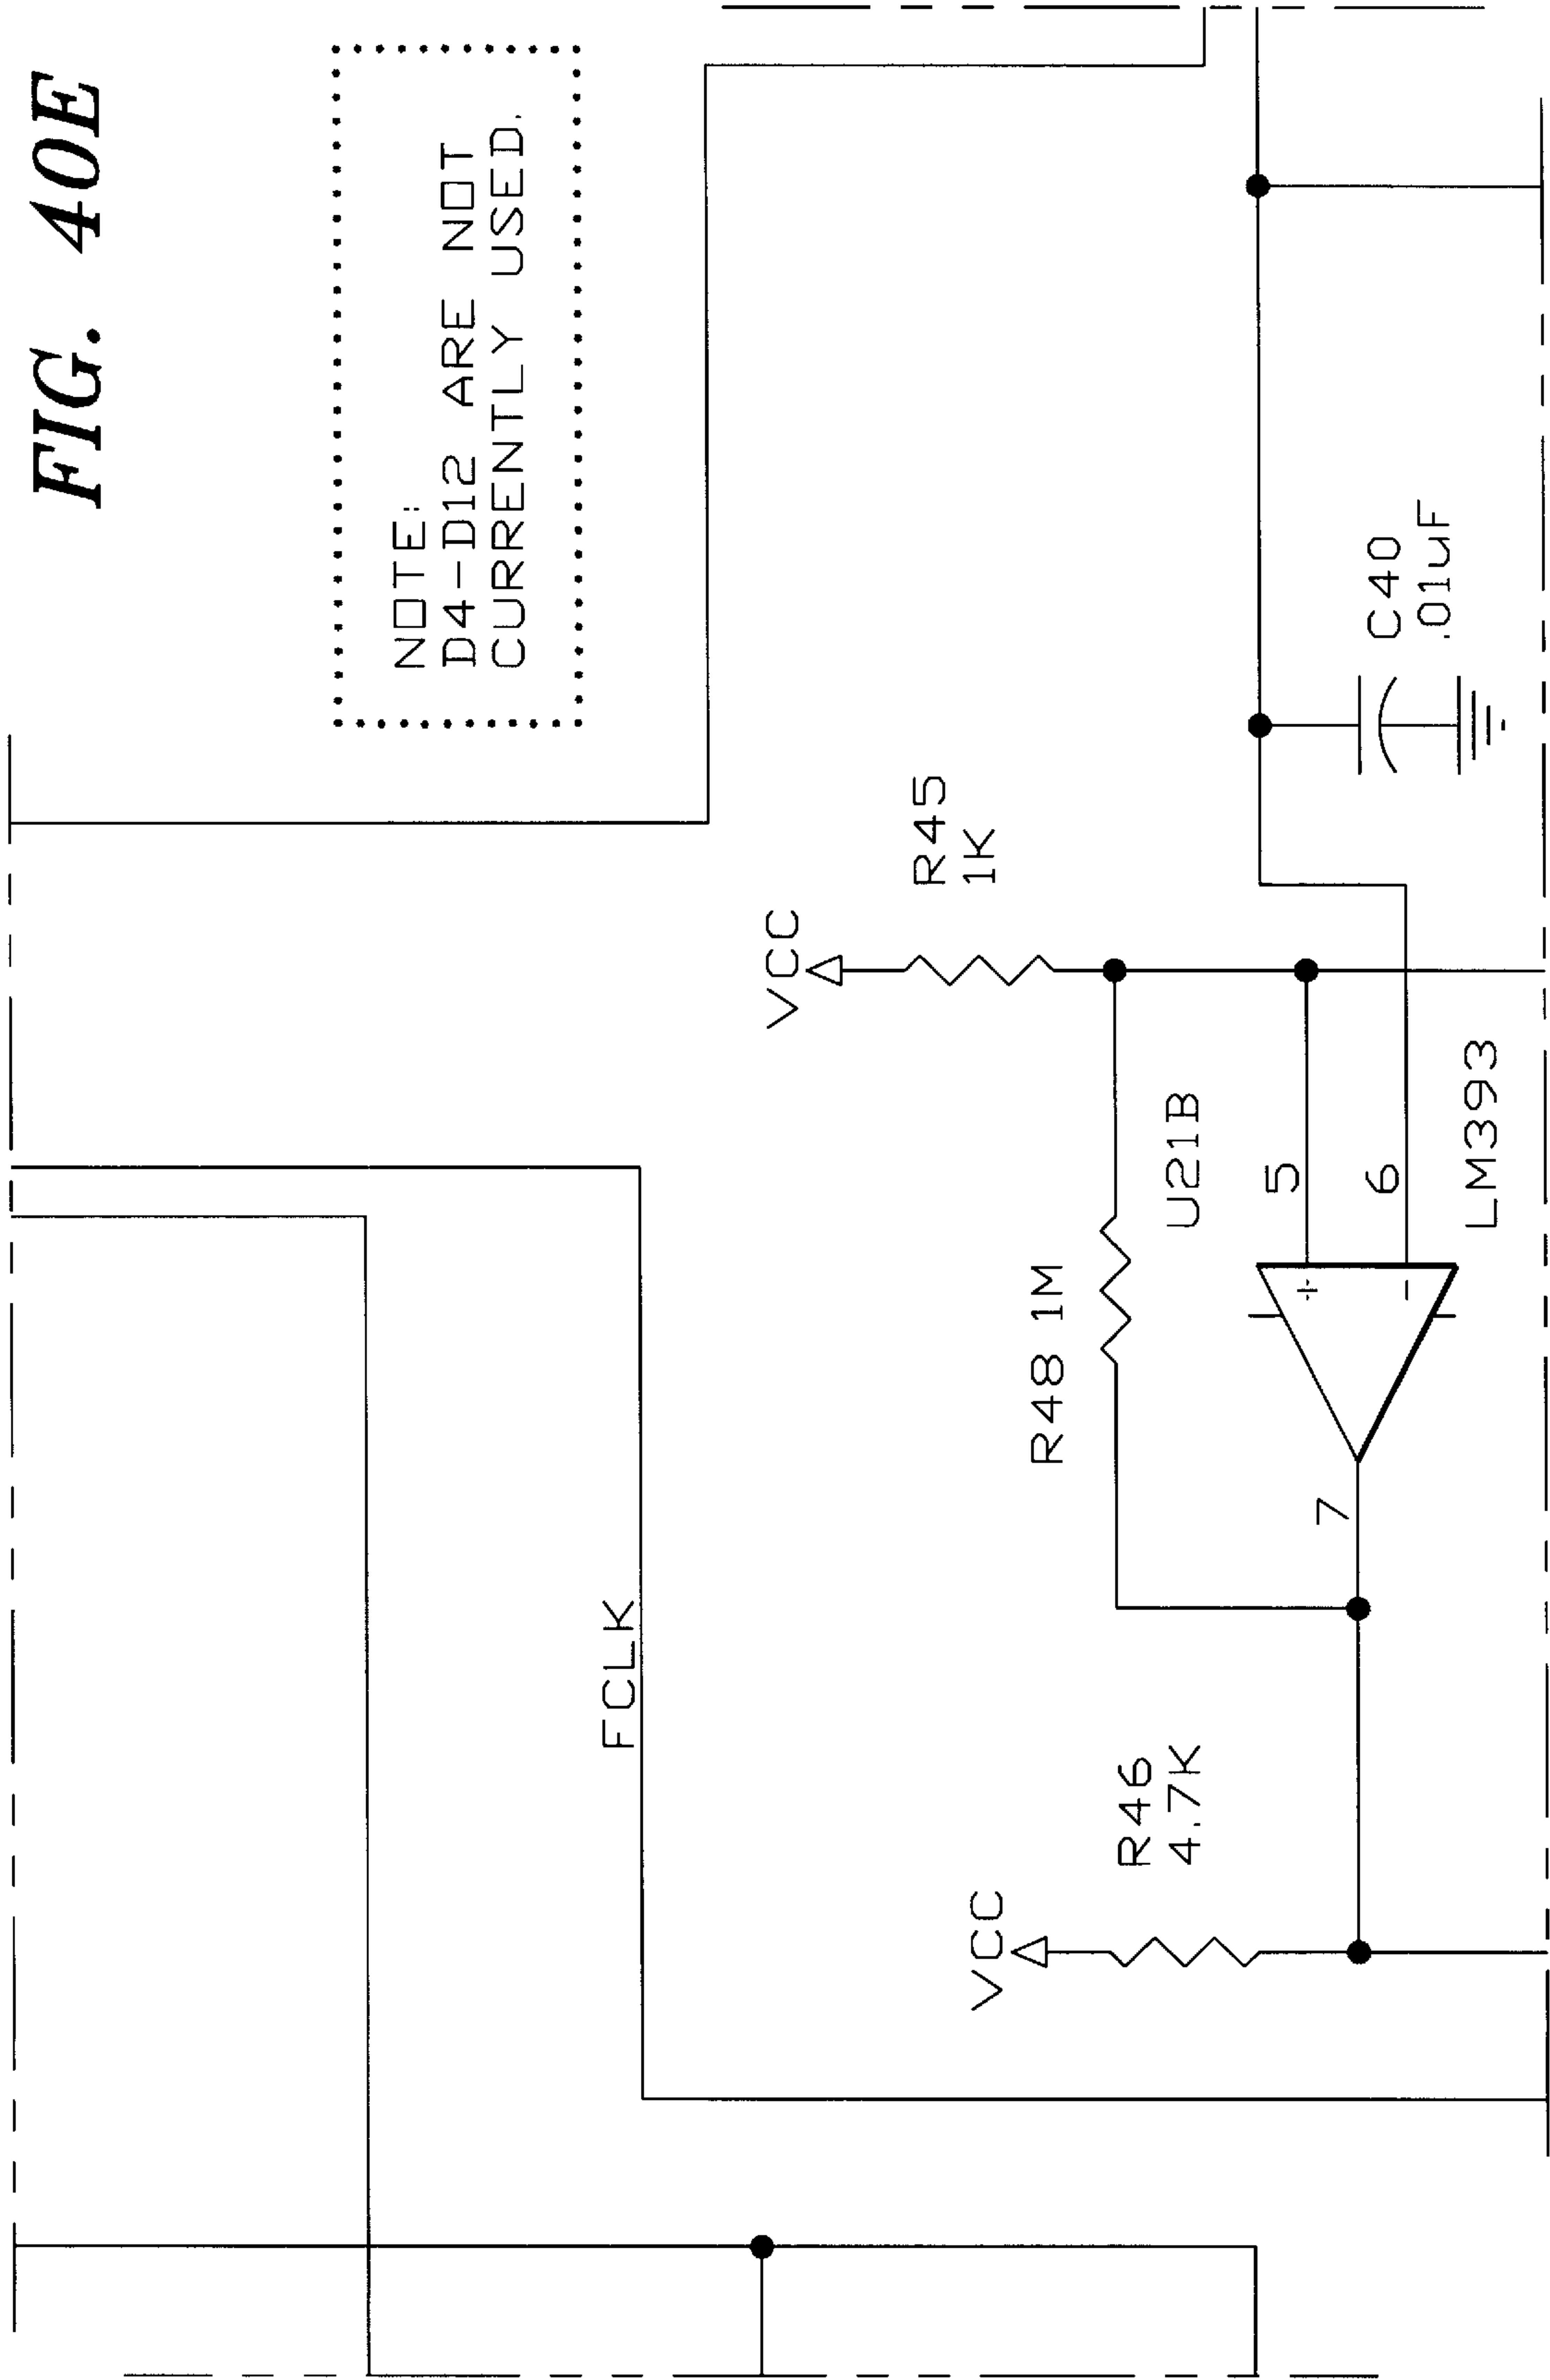 FIG. 40E
NOTE:
D4-D12 ARE NOT
CURRENTLY USED.
FCLK
VCC
R45
1K
VCC
R46
4.7K
R48 1M
U21B
5
6
7
+
-
LM393
C40
.01uF